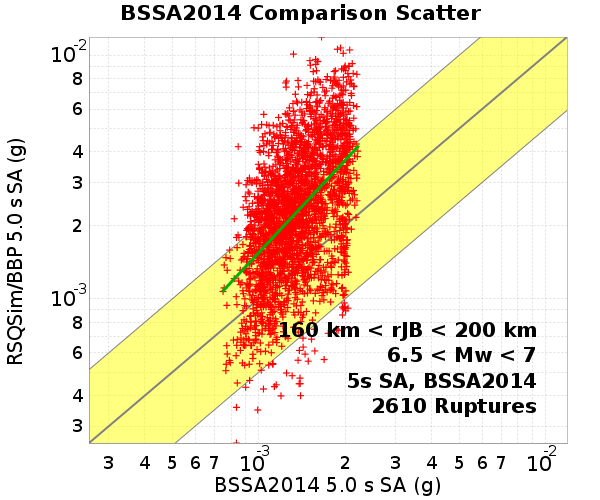 BSSA2014 Comparison Scatter
RSQSim/BBP 5.0 s SA (g)
10^-2
8
6
4
3
2
10^-3
8
6
4
3
160 km < rJB < 200 km
6.5 < Mw < 7
5s SA, BSSA2014
2610 Ruptures
3 4 5 6 7 10^-3 2 3 4 5 6 7 10^-2
BSSA2014 5.0 s SA (g)